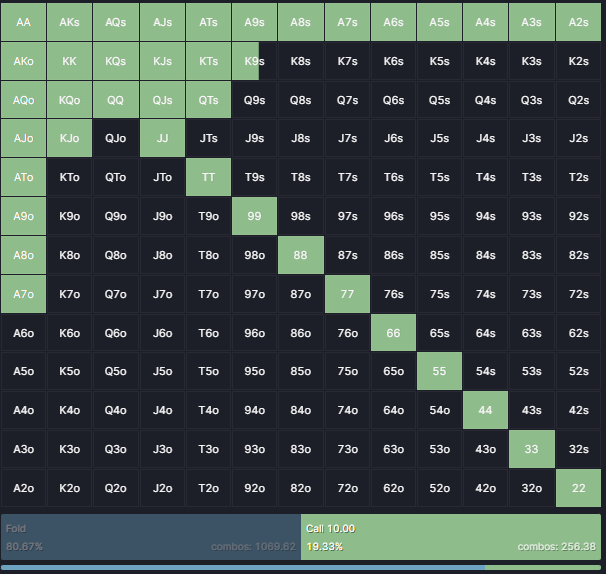 AA AKs AQs AJs ATs A9s A8s A7s A6s A5s A4s A3s A2s
AKo KK KQs KJs KTs K9s K8s K7s K6s K5s K4s K3s K2s
AQo KQo QQ QJs QTs Q9s Q8s Q7s Q6s Q5s Q4s Q3s Q2s
AJo KJo QJo JJ JTs J9s J8s J7s J6s J5s J4s J3s J2s
ATo KTo QTo JTo TT T9s T8s T7s T6s T5s T4s T3s T2s
A9o K9o Q9o J9o T9o 99 98s 97s 96s 95s 94s 93s 92s
A8o K8o Q8o J8o T8o 98o 88 87s 86s 85s 84s 83s 82s
A7o K7o Q7o J7o T7o 97o 87o 77 76s 75s 74s 73s 72s
A6o K6o Q6o J6o T6o 96o 86o 76o 66 65s 64s 63s 62s
A5o K5o Q5o J5o T5o 95o 85o 75o 65o 55 54s 53s 52s
A4o K4o Q4o J4o T4o 94o 84o 74o 64o 54o 44 43s 42s
A3o K3o Q3o J3o T3o 93o 83o 73o 63o 53o 43o 33 32s
A2o K2o Q2o J2o T2o 92o 82o 72o 62o 52o 42o 32o 22
Fold
80.67% combos: 1069.62
Call 10.00
19.33% combos: 256.38